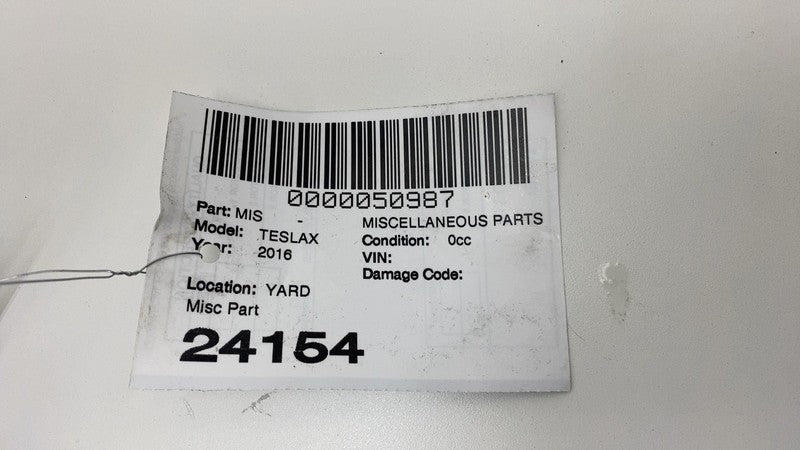 0000050987
Part: MIS - MISCELLANEOUS PARTS
Model: TESLAX Condition: 0cc
Year: 2016 VIN:
Damage Code:
Location: YARD
Misc Part
24154